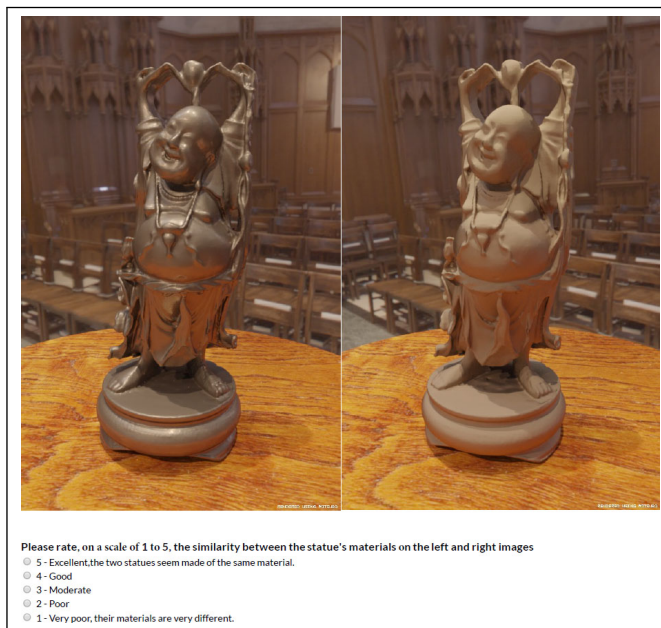 Please rate, on a scale of 1 to 5, the similarity between the statue's materials on the left and right images
5 - Excellent,the two statues seem made of the same material.
4 - Good
3 - Moderate
2 - Poor
1 - Very poor, their materials are very different.